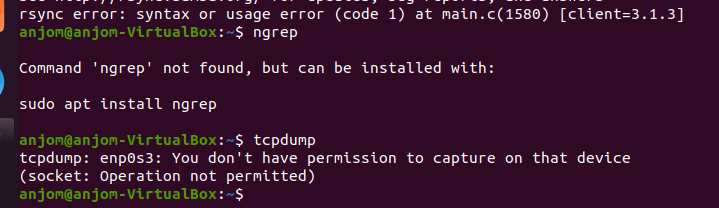 rsync error: syntax or usage error (code 1) at main.c(1580) [client=3.1.3]
anjom@anjom-VirtualBox:~$ ngrep
Command 'ngrep' not found, but can be installed with:
sudo apt install ngrep
anjom@anjom-VirtualBox:~$ tcpdump
tcpdump: enp0s3: You don't have permission to capture on that device
(socket: Operation not permitted)
anjom@anjom-VirtualBox:~$